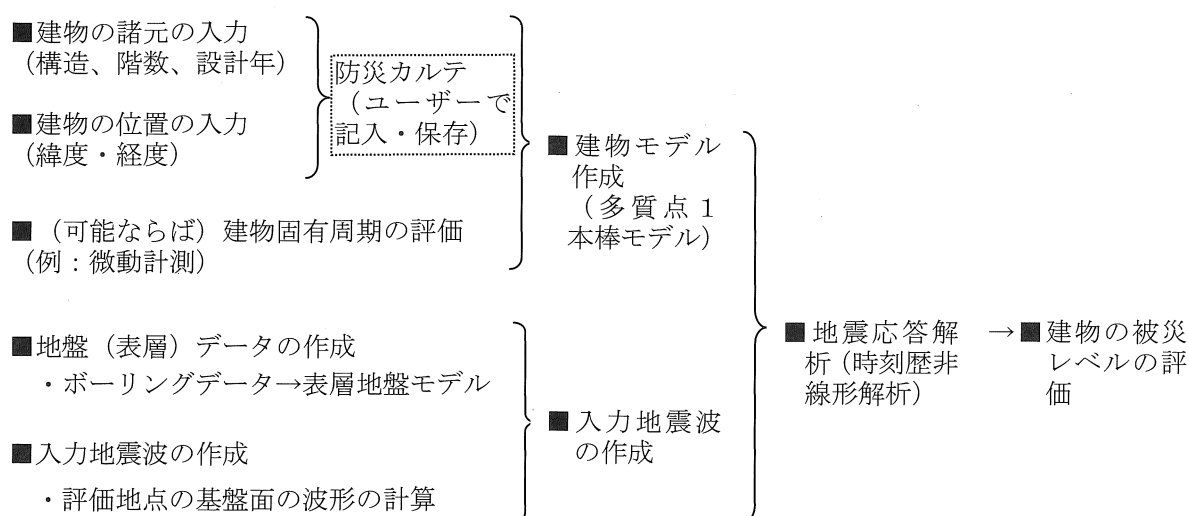 ■建物の諸元の入力
（構造、階数、設計年）
■建物の位置の入力
（緯度・経度）
防災カルテ
（ユーザーで
記入・保存）
■（可能ならば）建物固有周期の評価
（例：微動計測）
■建物モデル
作成
（多質点１
本棒モデル）
■地盤（表層）データの作成
・ボーリングデータ→表層地盤モデル
■入力地震波の作成
・評価地点の基盤面の波形の計算
■入力地震波
の作成
■地震応答解
析（時刻歴非
線形解析）
→■建物の被災
レベルの評
価